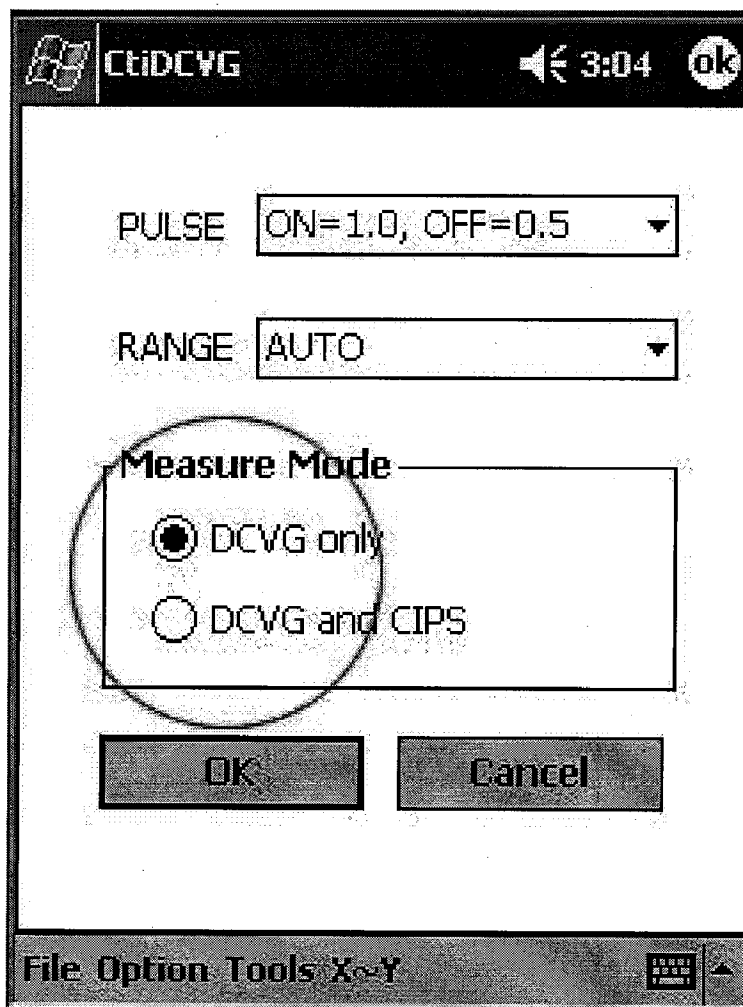 CtiDCVG 3:04 ok
PULSE ON=1.0, OFF=0.5
RANGE AUTO
Measure Mode
DCVG only
DCVG and CIPS
OK Cancel
File Option Tools X~Y